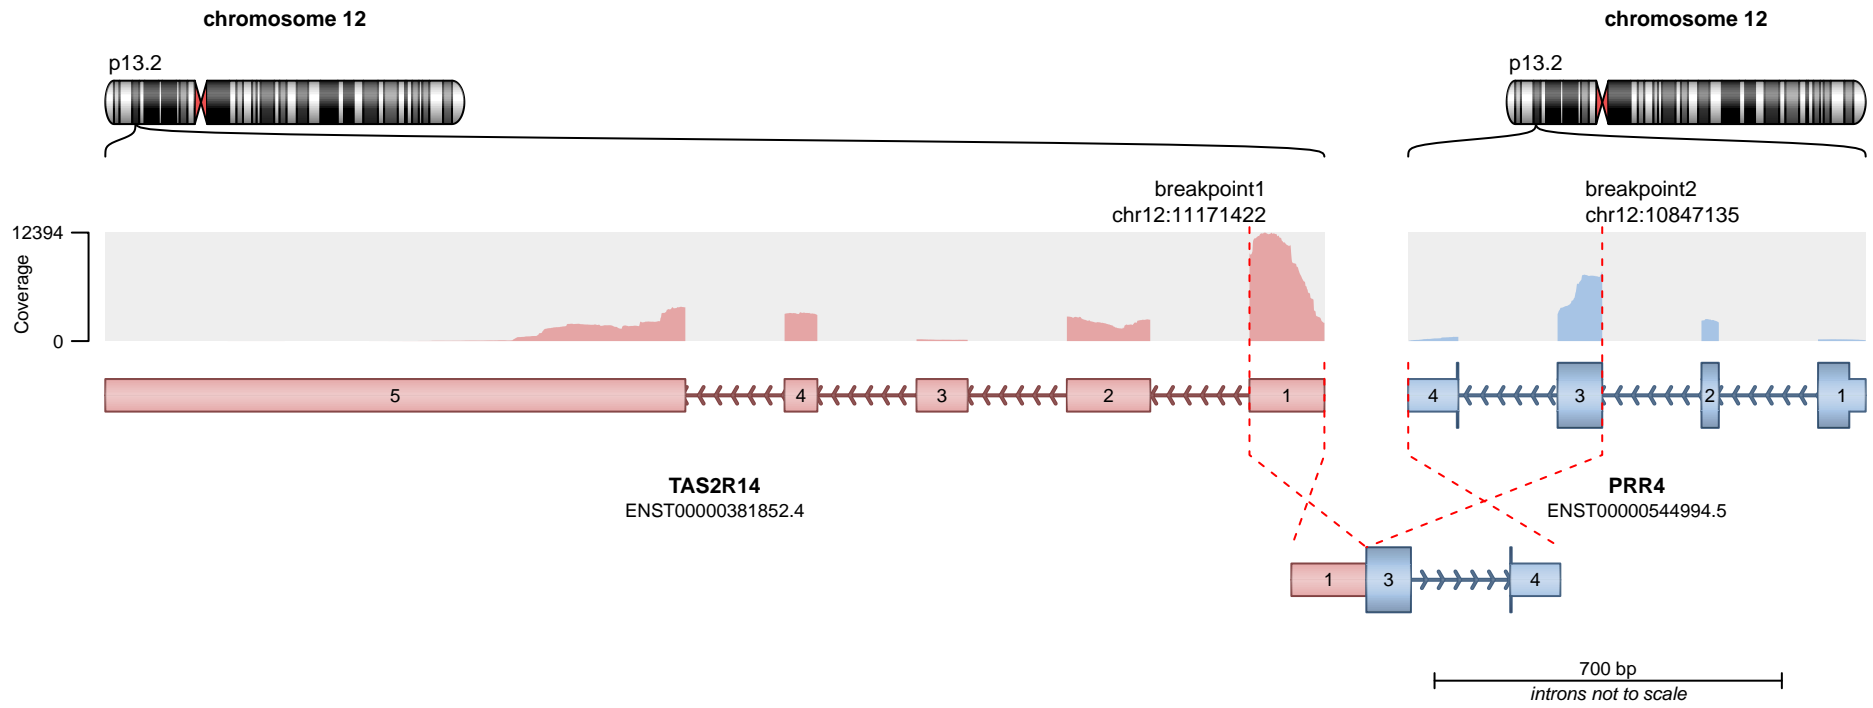 chromosome 12
chromosome 12
p13.2
p13.2
breakpoint1
chr12:11171422
breakpoint2
chr12:10847135
12394
Coverage
0
5
4
3
2
1
4
3
2
1
TAS2R14
ENST00000381852.4
PRR4
ENST00000544994.5
1
3
4
700 bp
introns not to scale